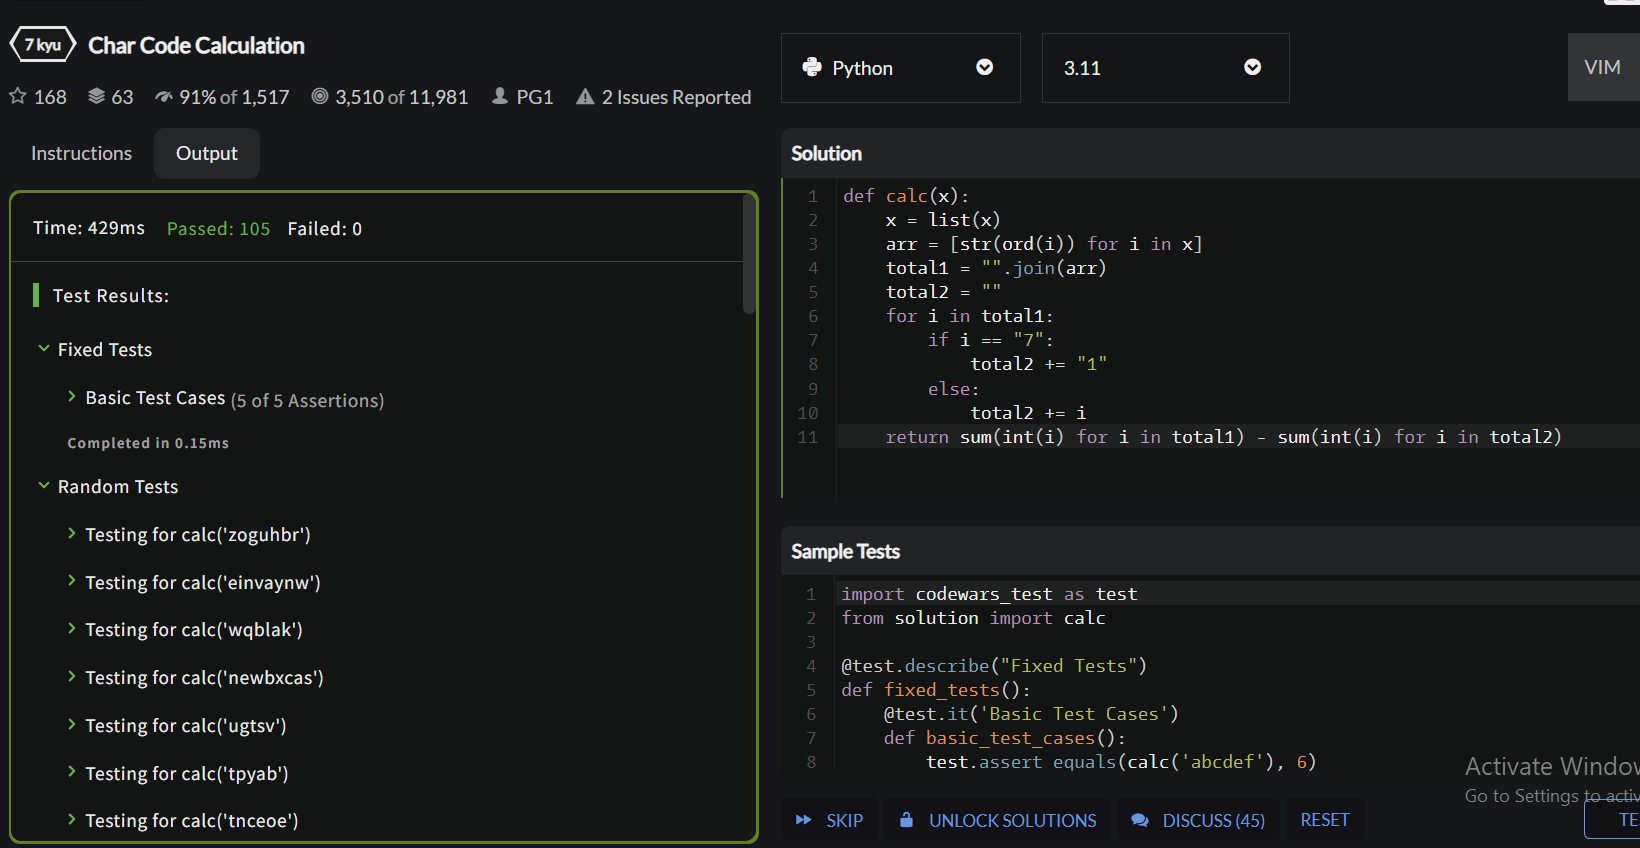 7 kyu Char Code Calculation
168 63 91% of 1,517 3,510 of 11,981 PG1 2 Issues Reported
Instructions Output
Time: 429ms Passed: 105 Failed: 0
Test Results:
Fixed Tests
Basic Test Cases (5 of 5 Assertions)
Completed in 0.15ms
Random Tests
Testing for calc('zoguhbr')
Testing for calc('einvaynw')
Testing for calc('wqblak')
Testing for calc('newbxcas')
Testing for calc('ugtsv')
Testing for calc('tpyab')
Testing for calc('tnceoe')
Python 3.11 VIM
Solution
1 def calc(x):
2     x = list(x)
3     arr = [str(ord(i)) for i in x]
4     total1 = "".join(arr)
5     total2 = ""
6     for i in total1:
7         if i == "7":
8             total2 += "1"
9         else:
10             total2 += i
11     return sum(int(i) for i in total1) - sum(int(i) for i in total2)
Sample Tests
1 import codewars_test as test
2 from solution import calc
3
4 @test.describe("Fixed Tests")
5 def fixed_tests():
6     @test.it('Basic Test Cases')
7     def basic_test_cases():
8         test.assert_equals(calc('abcdef'), 6)
Activate Window
Go to Settings to activ
SKIP UNLOCK SOLUTIONS DISCUSS (45) RESET TE